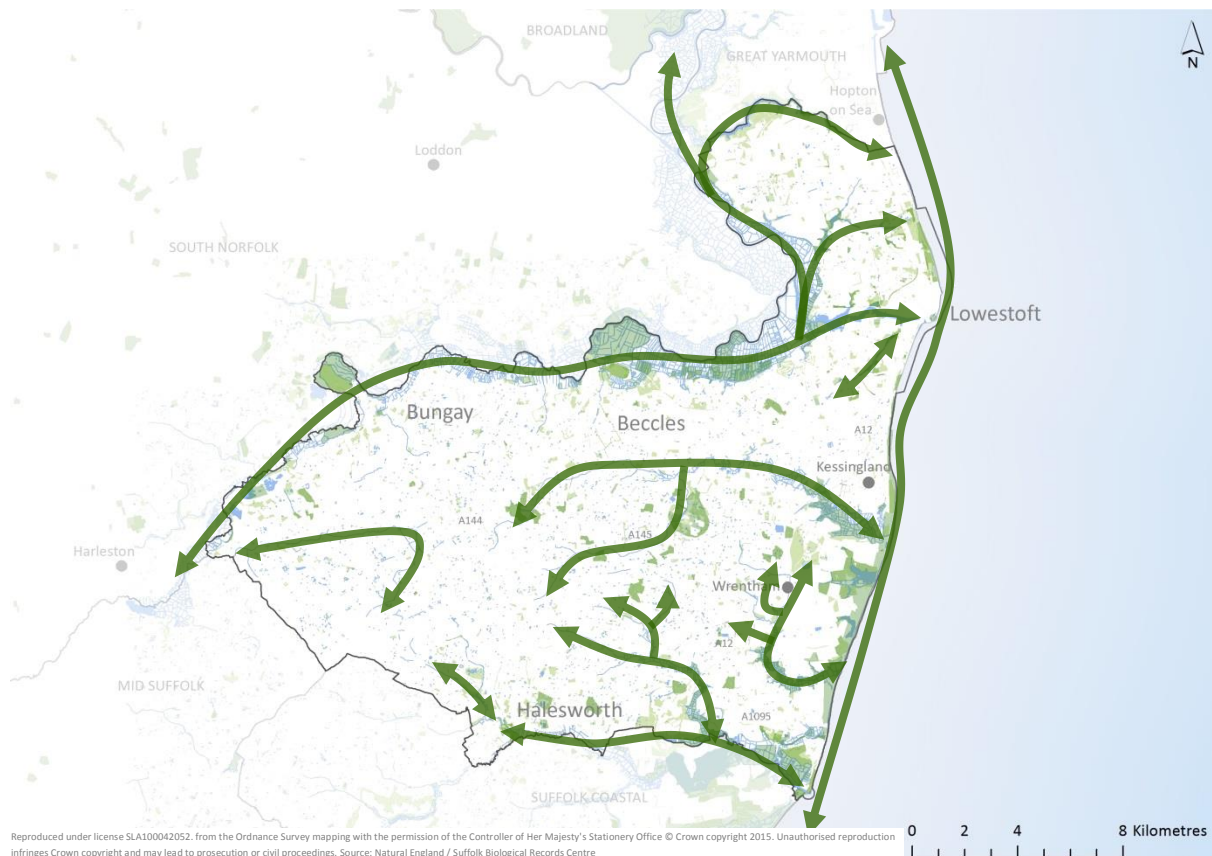 BROADLAND
GREAT YARMOUTH
N
Hopton
on Sea
Loddon
SOUTH NORFOLK
Lowestoft
Bungay
Beccles
A12
Kessingland
A144
A145
Harleston
Wrentham
A12
MID SUFFOLK
Halesworth
A1095
SUFFOLK COASTAL
Reproduced under license SLA100042052. from the Ordnance Survey mapping with the permission of the Controller of Her Majesty's Stationery Office © Crown copyright 2015. Unauthorised reproduction
infringes Crown copyright and may lead to prosecution or civil proceedings. Source: Natural England / Suffolk Biological Records Centre
0 2 4 8 Kilometres